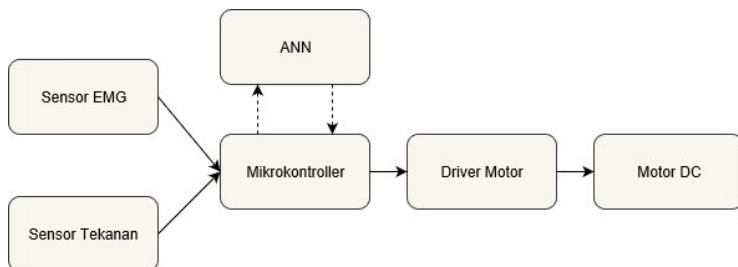 ANN
Sensor EMG
Mikrokontroller
Driver Motor
Motor DC
Sensor Tekanan